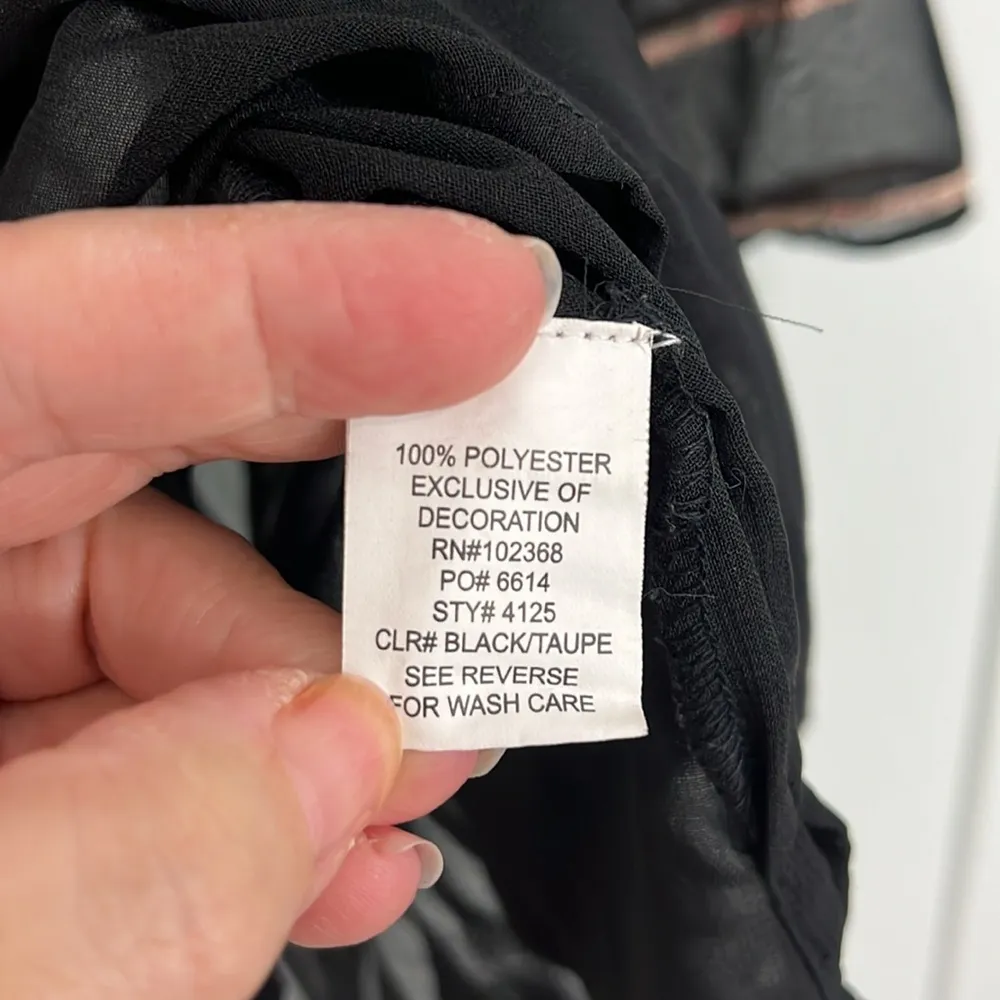 100% POLYESTER
EXCLUSIVE OF
DECORATION
RN#102368
PO# 6614
STY# 4125
CLR# BLACK/TAUPE
SEE REVERSE
FOR WASH CARE